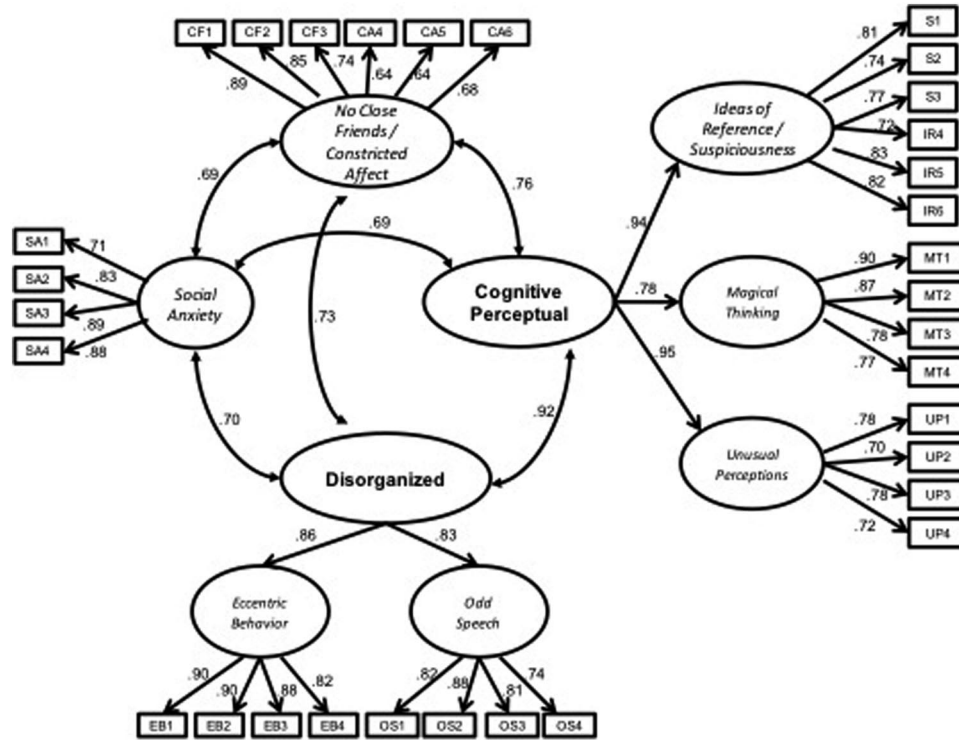 CF1 CF2 CF3 CA4 CA5 CA6
.89 .85 .74 .64 .64 .68
No Close
Friends /
Constricted
Affect
Ideas of
Reference /
Suspiciousness
.81 S1
.74 S2
.77 S3
.72 IR4
.83 IR5
.82 IR6
.69
.76
.69
.94
SA1 .71
SA2 .83
SA3 .89
SA4 .88
Social
Anxiety
Cognitive
Perceptual
.78
Magical
Thinking
.90 MT1
.87 MT2
.78 MT3
.77 MT4
.73
.95
.70
.92
Disorganized
Unusual
Perceptions
.78 UP1
.70 UP2
.78 UP3
.72 UP4
.86 .83
Eccentric
Behavior
Odd
Speech
.90 .90 .88 .82 .82 .88 .81 .74
EB1 EB2 EB3 EB4 OS1 OS2 OS3 OS4